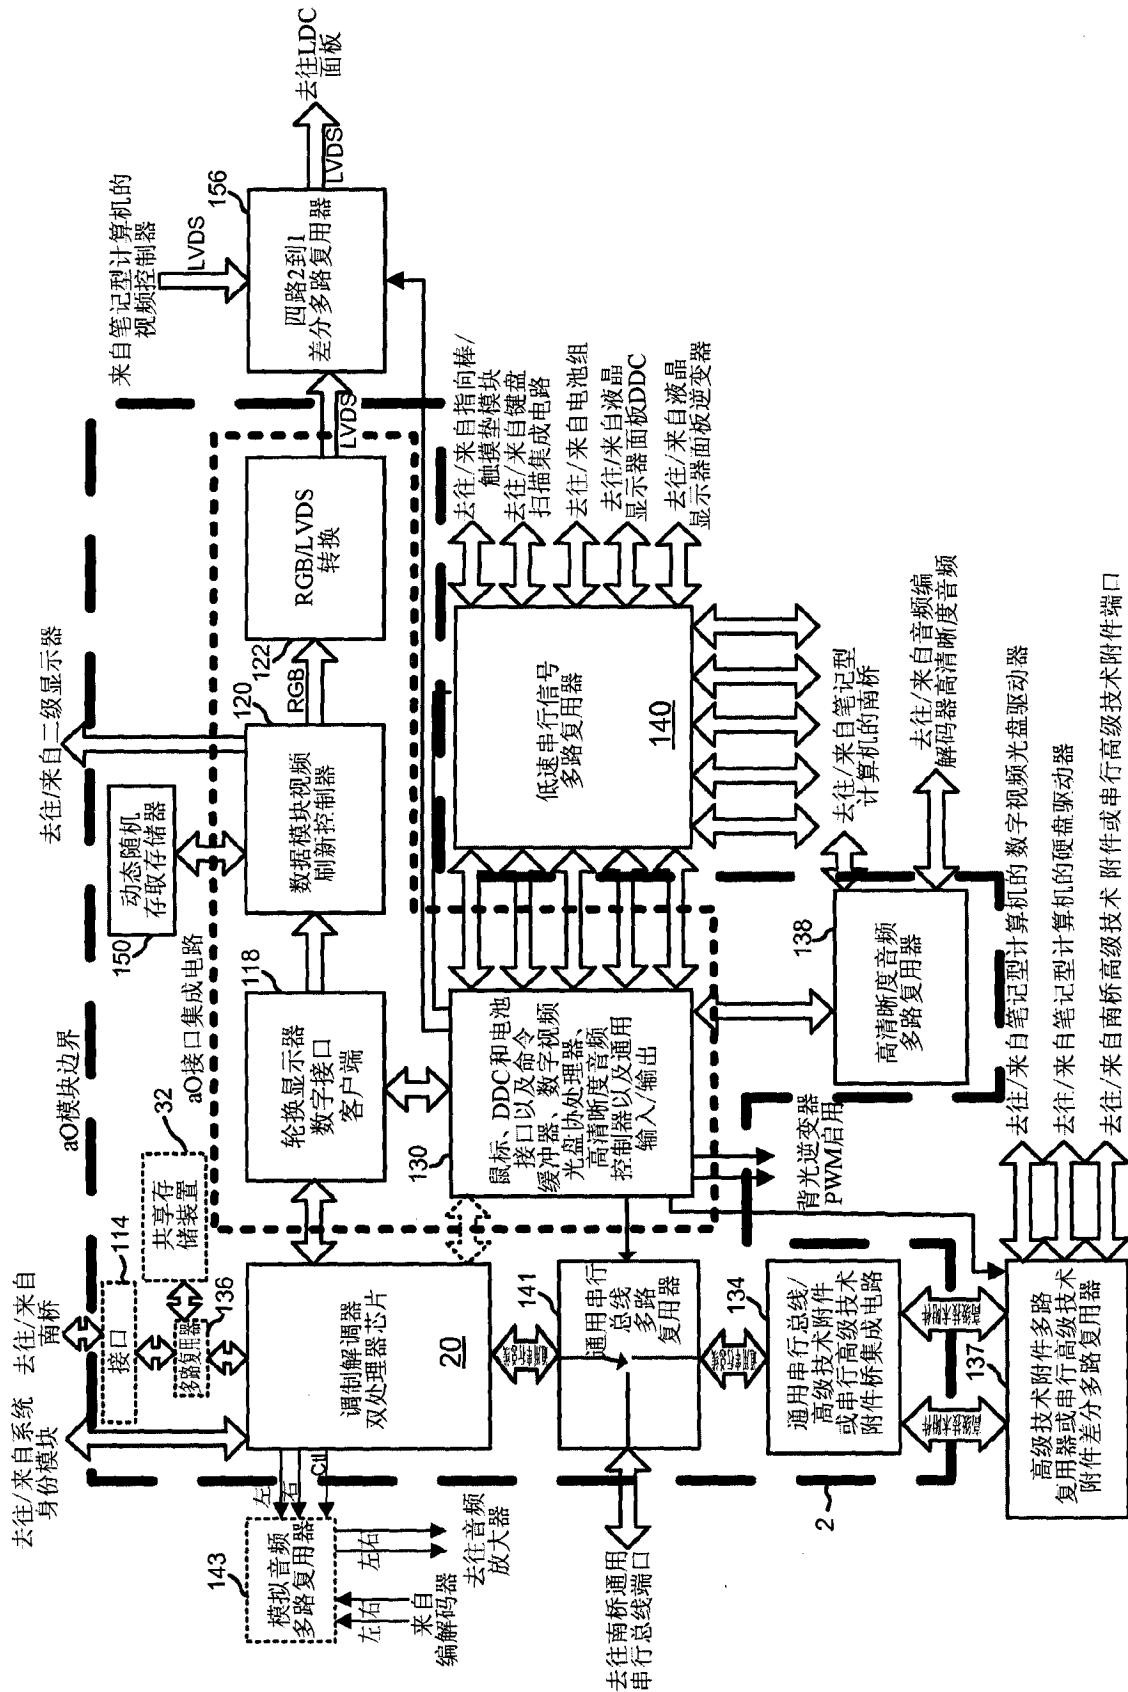 去往/来自系统
身份模块
去往/来自
南桥
114
接口
共享存
储装置
32
136
多路复用器
aO模块边界
aO接口集成电路
去往/来自二级显示器
动态随机
存取存储器
150
来自笔记型计算机的
视频控制器
LVDS
156
四路2到1
差分多路复用器
LVDS
去往LDC
面板
左
右
Ctl
143
模拟音频
多路复用器
左
右
去往音频
放大器
左
右
来自
编解码器
调制解调器
双处理器芯片
20
118
轮换显示器
数字接口
客户端
120
数据模块视频
刷新控制器
RGB
122
RGB/LVDS
转换
LVDS
130
鼠标、DDC和电池
接口以及命令
缓冲器、数字视频
光盘协处理器、
高清晰度音频
控制器以及通用
输入/输出
低速串行信号
多路复用器
140
去往/来自指向棒/
触摸垫模块
去往/来自键盘
扫描集成电路
去往/来自电池组
去往/来自液晶
显示器面板DDC
去往/来自液晶
显示器面板逆变器
141
通用串行
总线多路
复用器
去往南桥通用
串行总线端口
134
通用串行总线/
高级技术附件
或串行高级技术
附件桥集成电路
背光逆变器
PWM启用
138
高清晰度音频
多路复用器
去往/来自笔记型
计算机的南桥
去往/来自音频编
解码器高清晰度音频
2
137
高级技术附件多路
复用器或串行高级技术
附件差分多路复用器
去往/来自笔记型计算机的 数字视频光盘驱动器
去往/来自笔记型计算机的硬盘驱动器
去往/来自南桥高级技术 附件或串行高级技术附件端口